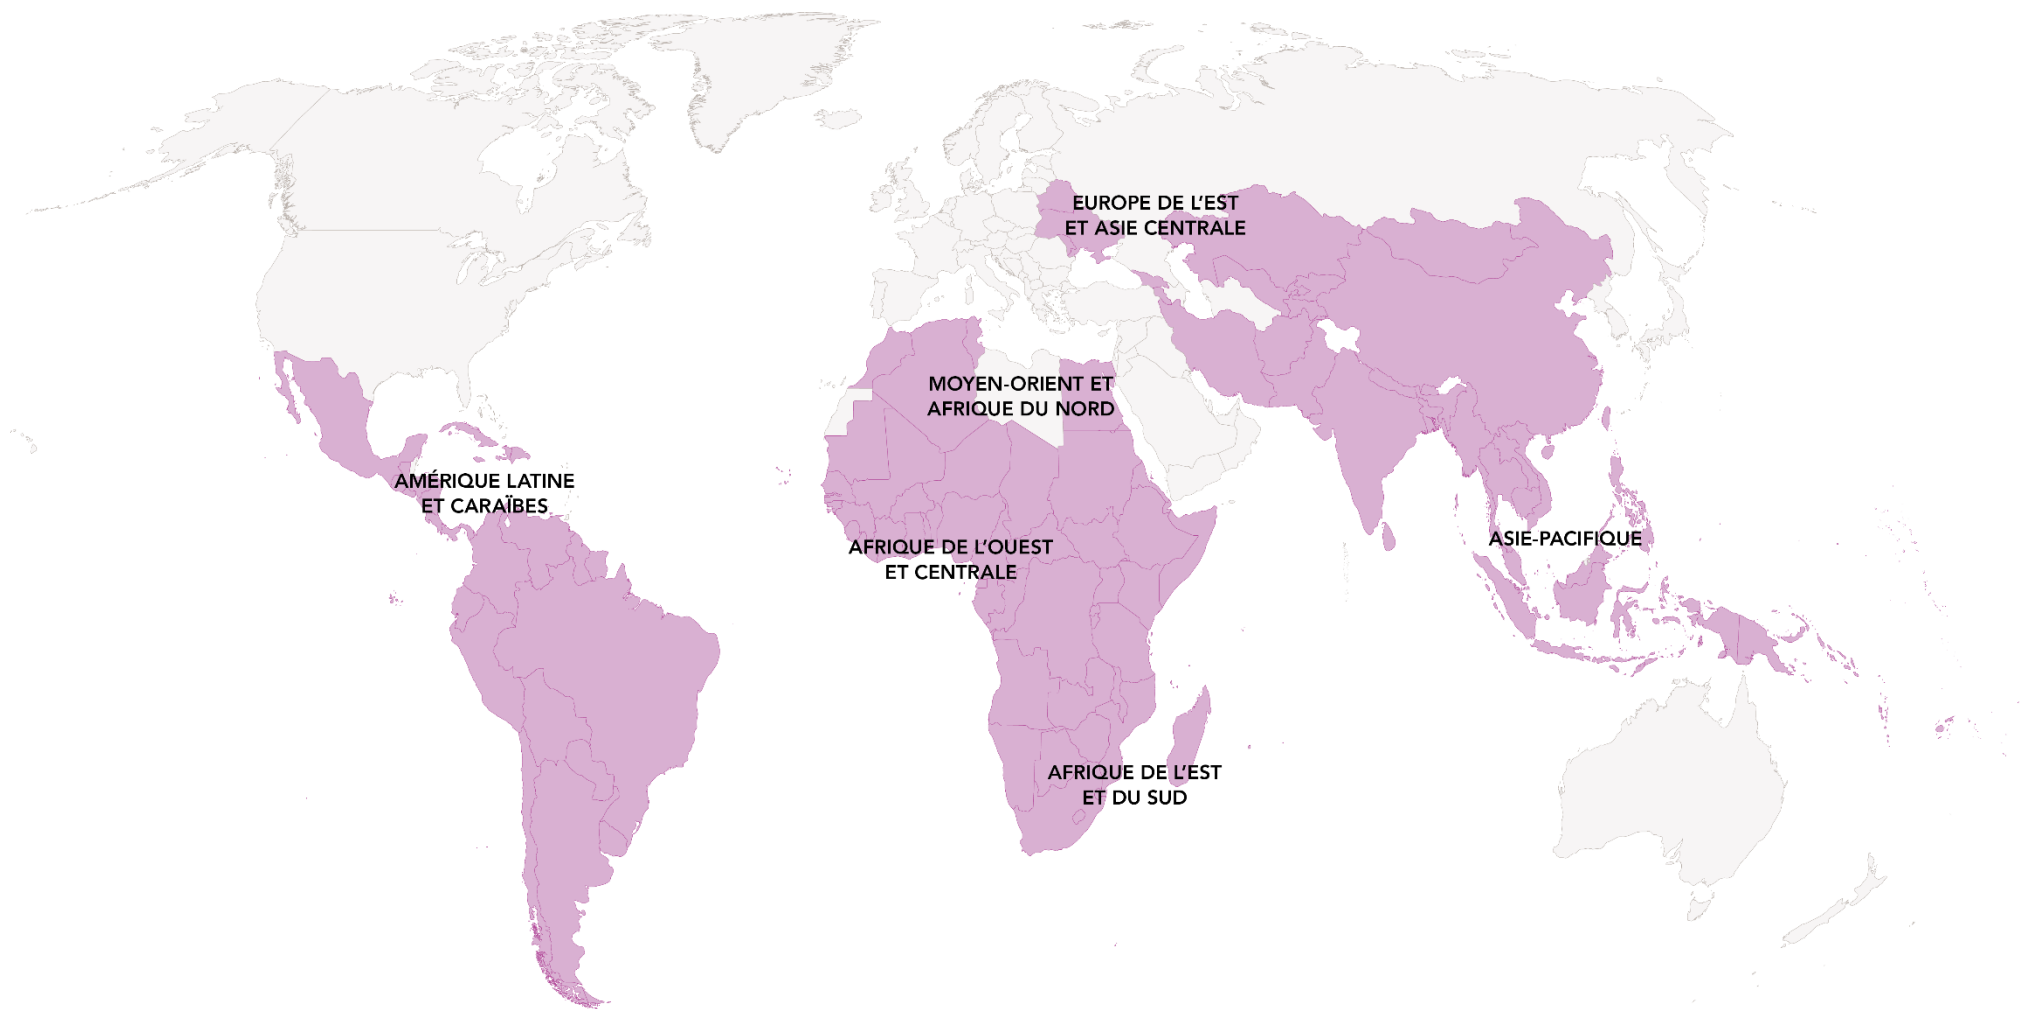 EUROPE DE L'EST
ET ASIE CENTRALE
MOYEN-ORIENT ET
AFRIQUE DU NORD
AMÉRIQUE LATINE
ET CARAÏBES
AFRIQUE DE L'OUEST
ET CENTRALE
ASIE-PACIFIQUE
AFRIQUE DE L'EST
ET DU SUD